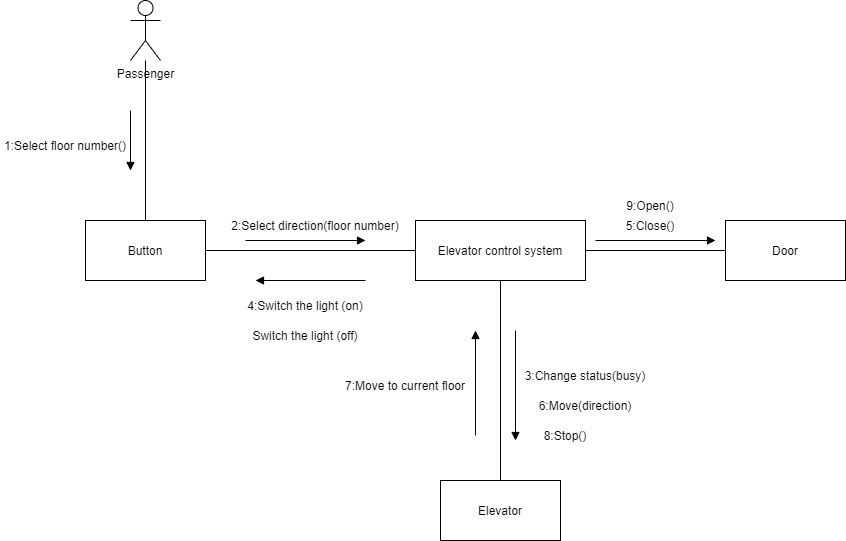 Passenger
1:Select floor number()
9:Open()
2:Select direction(floor number)
5:Close()
Button
Elevator control system
Door
4:Switch the light (on)
Switch the light (off)
7:Move to current floor
3:Change status(busy)
6:Move(direction)
8:Stop()
Elevator